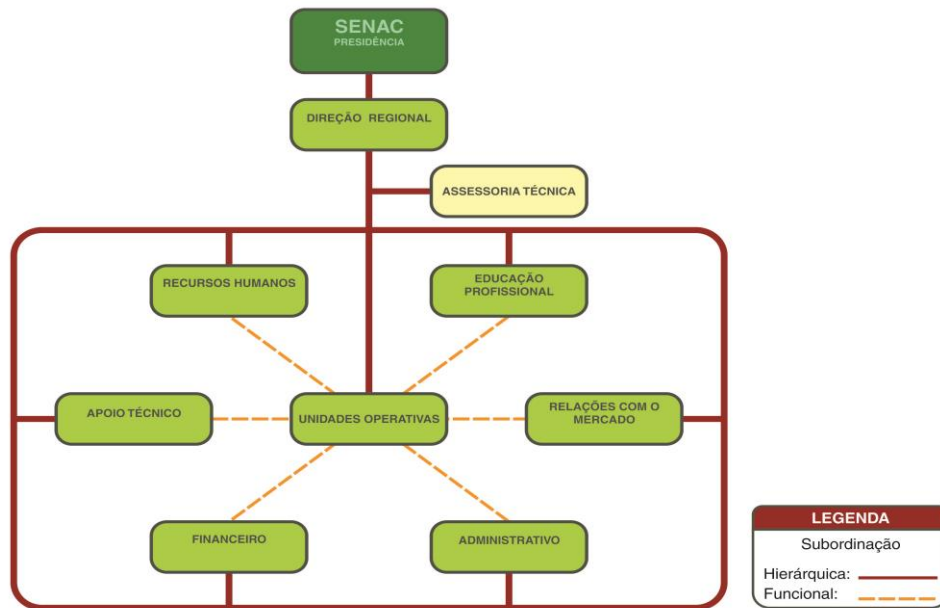 SENAC
PRESIDÊNCIA
DIREÇÃO REGIONAL
ASSESSORIA TÉCNICA
RECURSOS HUMANOS
EDUCAÇÃO
PROFISSIONAL
APOIO TÉCNICO
UNIDADES OPERATIVAS
RELAÇÕES COM O
MERCADO
FINANCEIRO
ADMINISTRATIVO
LEGENDA
Subordinação
Hierárquica:
Funcional: